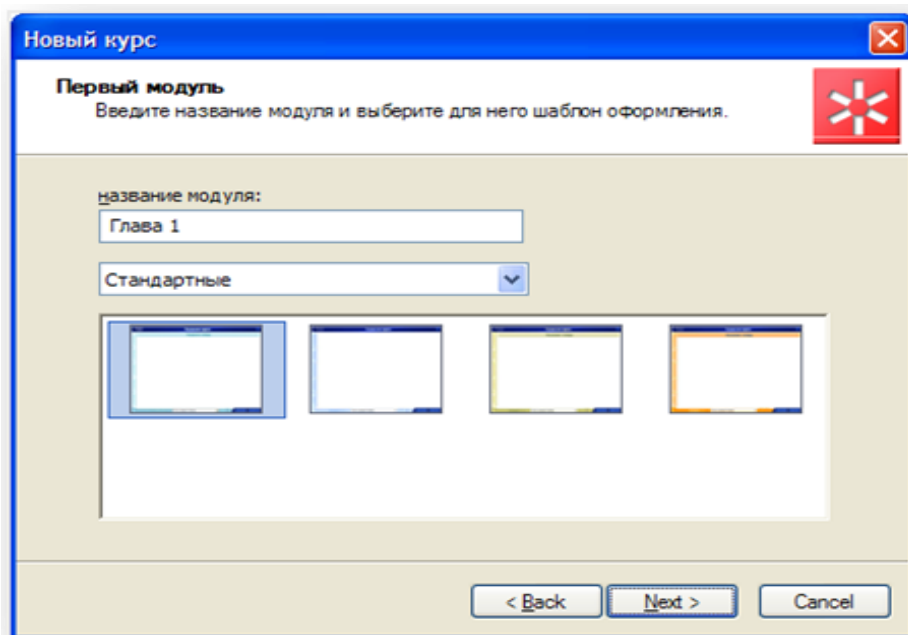 Новый курс
Первый модуль
Введите название модуля и выберите для него шаблон оформления.
название модуля:
Глава 1
Стандартные
< Back
Next >
Cancel